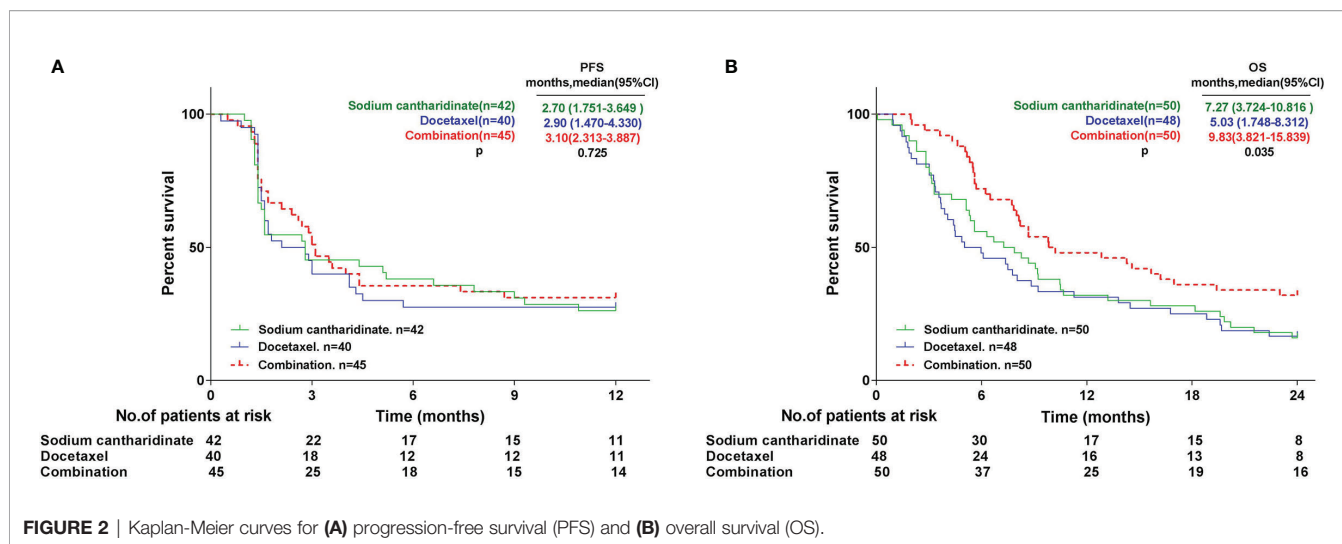 A
PFS
months,median(95%CI)
Sodium cantharidinate(n=42) 2.70 (1.751-3.649 )
Docetaxel(n=40) 2.90 (1.470-4.330)
Combination(n=45) 3.10(2.313-3.887)
p 0.725
Percent survival
100
50
0
Sodium cantharidinate. n=42
Docetaxel. n=40
Combination. n=45
0 3 6 9 12
No.of patients at risk Time (months)
Sodium cantharidinate 42 22 17 15 11
Docetaxel 40 18 12 12 11
Combination 45 25 18 15 14
B
OS
months,median(95%CI)
Sodium cantharidinate(n=50) 7.27 (3.724-10.816 )
Docetaxel(n=48) 5.03 (1.748-8.312)
Combination(n=50) 9.83(3.821-15.839)
p 0.035
Percent survival
100
50
0
Sodium cantharidinate. n=50
Docetaxel. n=48
Combination. n=50
0 6 12 18 24
No.of patients at risk Time (months)
Sodium cantharidinate 50 30 17 15 8
Docetaxel 48 24 16 13 8
Combination 50 37 25 19 16
FIGURE 2 | Kaplan-Meier curves for (A) progression-free survival (PFS) and (B) overall survival (OS).